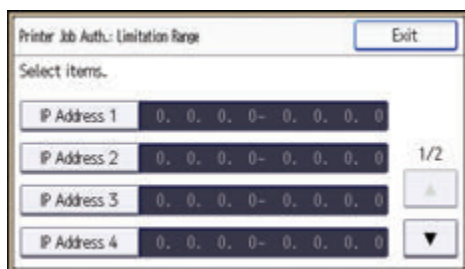 Printer Job Auth.: Limitation Range Exit
Select items.
IP Address 1 0. 0. 0. 0- 0. 0. 0. 0
IP Address 2 0. 0. 0. 0- 0. 0. 0. 0
1/2
IP Address 3 0. 0. 0. 0- 0. 0. 0. 0
▲
IP Address 4 0. 0. 0. 0- 0. 0. 0. 0
▼